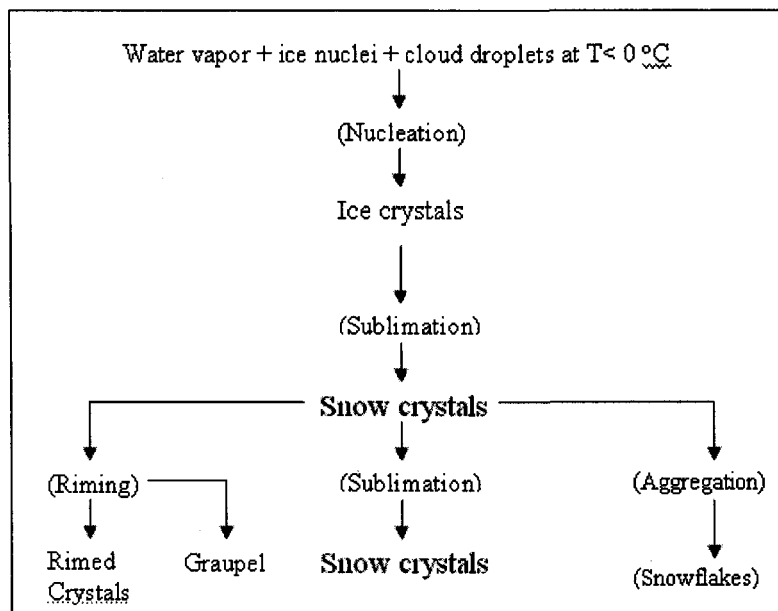 Water vapor + ice nuclei + cloud droplets at T< 0 ºC
(Nucleation)
Ice crystals
(Sublimation)
Snow crystals
(Riming)
(Sublimation)
(Aggregation)
Rimed
Crystals
Graupel
Snow crystals
(Snowflakes)